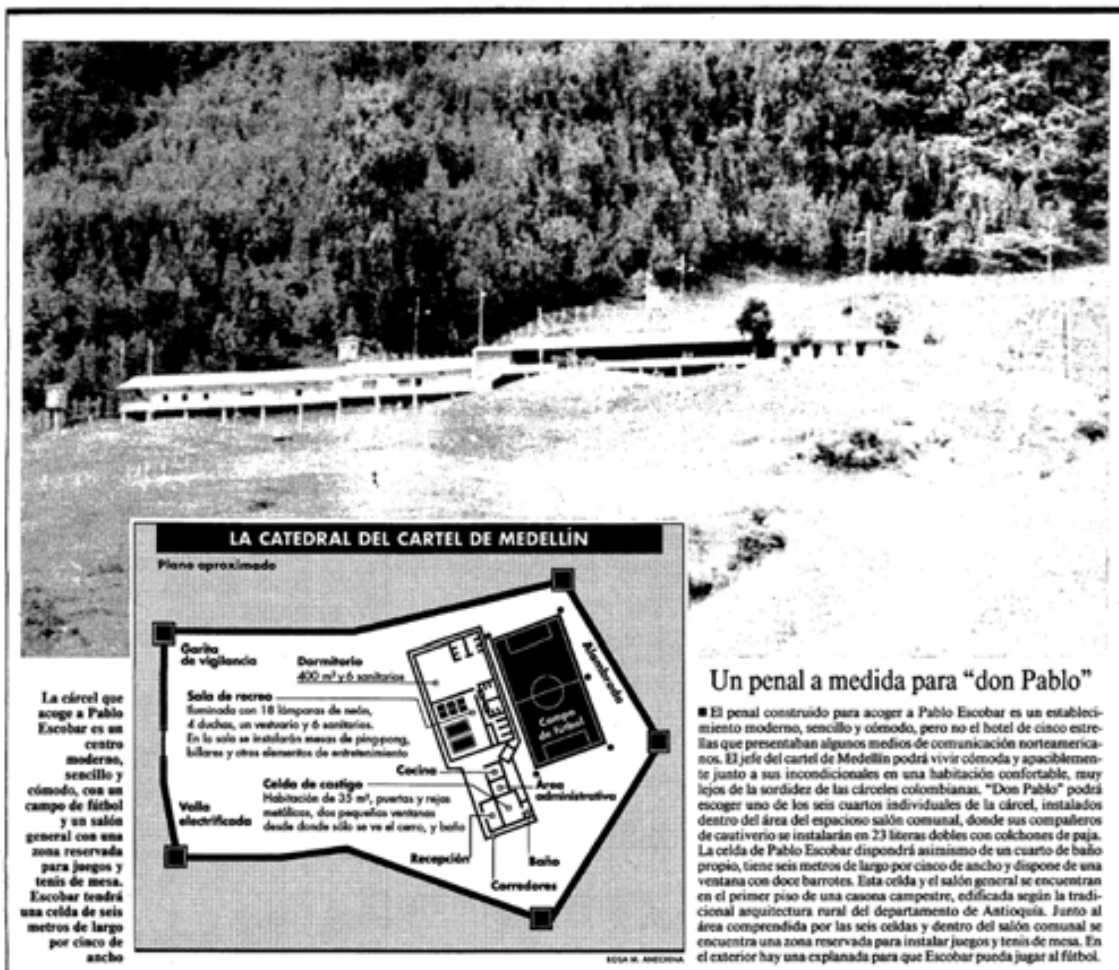 LA CATEDRAL DEL CARTEL DE MEDELLÍN
Plano aproximado
Garita
de vigilancia
Dormitorio
400 m² y 6 sanitarios
Sala de recreo
Iluminada con 18 lámparas de neón,
4 duchas, un vestuario y 6 sanitarios.
En la sala se instalarán mesas de ping-pong,
billares y otros elementos de entretenimiento
Cocina
Celda de castigo
Habitación de 35 m², puertas y rejas
metálicas, dos pequeñas ventanas
desde donde sólo se ve el cerro, y baño
Valla
electrificada
Recepción
Corredores
Baño
Area
administrativa
Campo
de fútbol
Alambrada
ROSA M. ANECHINA
La cárcel que
acoge a Pablo
Escobar es un
centro
moderno,
sencillo y
cómodo, con un
campo de fútbol
y un salón
general con una
zona reservada
para juegos y
tenis de mesa.
Escobar tendrá
una celda de seis
metros de largo
por cinco de
ancho
Un penal a medida para “don Pablo”
■ El penal construido para acoger a Pablo Escobar es un estableci-
miento moderno, sencillo y cómodo, pero no el hotel de cinco estre-
llas que presentaban algunos medios de comunicación norteamerica-
nos. El jefe del cartel de Medellín podrá vivir cómoda y apaciblemen-
te junto a sus incondicionales en una habitación confortable, muy
lejos de la sordidez de las cárceles colombianas. “Don Pablo” podrá
escoger uno de los seis cuartos individuales de la cárcel, instalados
dentro del área del espacioso salón comunal, donde sus compañeros
de cautiverio se instalarán en 23 literas dobles con colchones de paja.
La celda de Pablo Escobar dispondrá asimismo de un cuarto de baño
propio, tiene seis metros de largo por cinco de ancho y dispone de una
ventana con doce barrotes. Esta celda y el salón general se encuentran
en el primer piso de una casona campestre, edificada según la tradi-
cional arquitectura rural del departamento de Antioquia. Junto al
área comprendida por las seis celdas y dentro del salón comunal se
encuentra una zona reservada para instalar juegos y tenis de mesa. En
el exterior hay una explanada para que Escobar pueda jugar al fútbol.